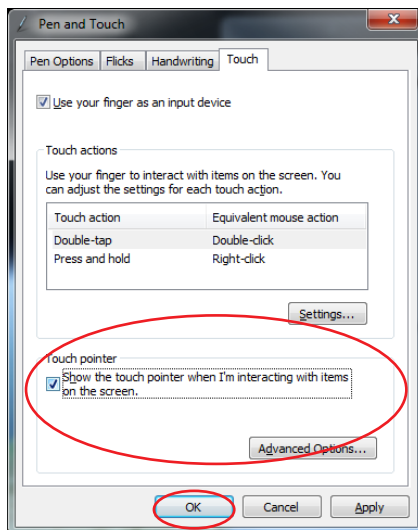 Pen and Touch
Pen Options Flicks Handwriting Touch
Use your finger as an input device
Touch actions
Use your finger to interact with items on the screen. You
can adjust the settings for each touch action.
Touch action Equivalent mouse action
Double-tap Double-click
Press and hold Right-click
Settings...
Touch pointer
Show the touch pointer when I'm interacting with items
on the screen.
Advanced Options...
OK Cancel Apply